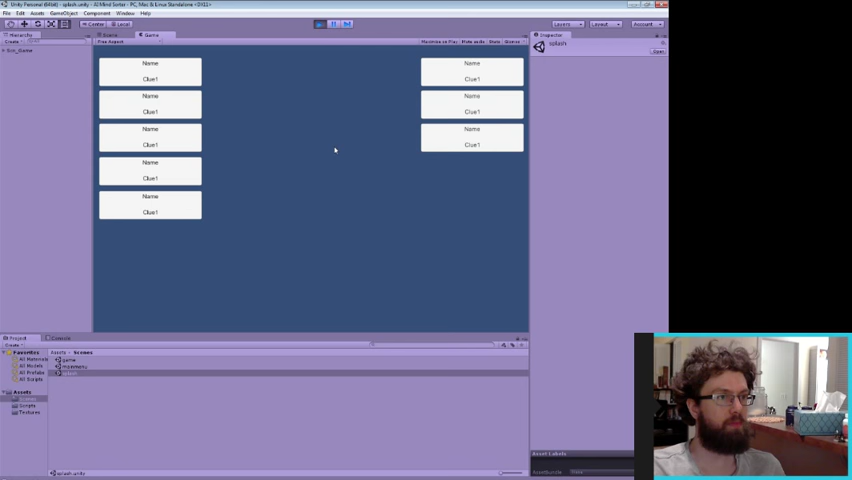 Unity Personal (64bit) - splash.unity - AI Mind Sorter - PC, Mac & Linux Standalone <DX11>
File Edit Assets GameObject Component Window Help
Center Local
Layers Layout Account
Hierarchy
Create
Scene Game
Free Aspect
Maximize on Play Mute audio Stats Gizmos
Inspector
splash
Open
Name
Clue1
Name
Clue1
Name
Clue1
Name
Clue1
Name
Clue1
Name
Clue1
Name
Clue1
Name
Clue1
Project Console
Create
Favorites
All Materials
All Models
All Prefabs
All Scripts
Assets
Scripts
Textures
Assets Scenes
game
mainmenu
splash
splash.unity
Asset Labels
AssetBundle